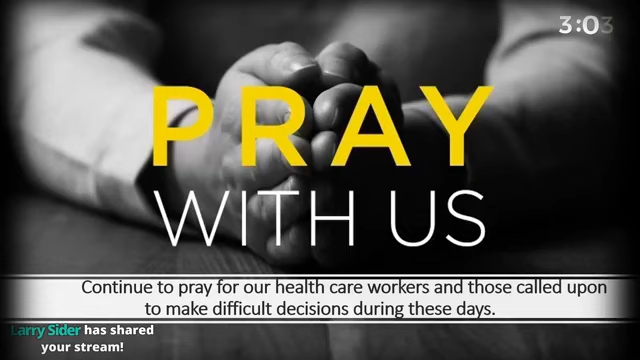 3:03
PRAY
WITH US
Continue to pray for our health care workers and those called upon
to make difficult decisions during these days.
Larry Sider has shared
your stream!